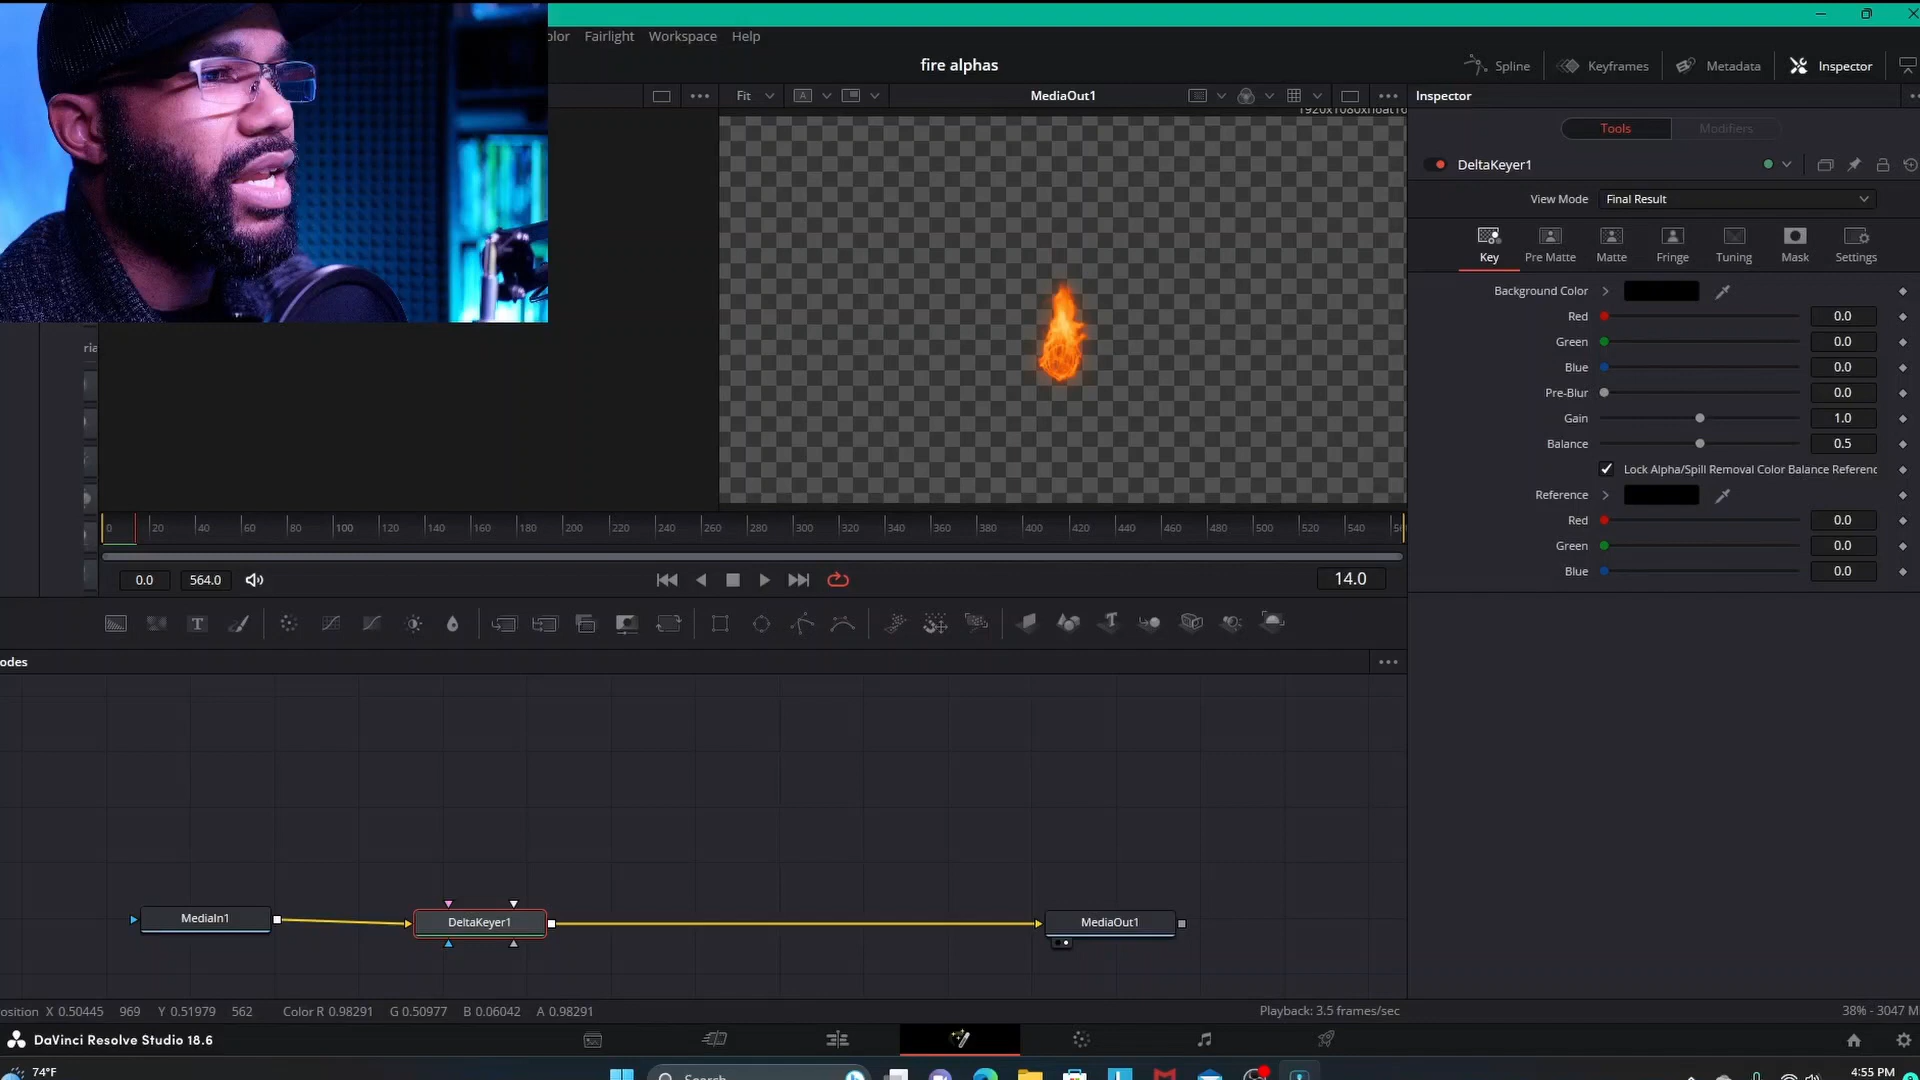 olor Fairlight Workspace Help
fire alphas
Spline Keyframes Metadata Inspector
Fit A MediaOut1
Inspector
Tools Modifiers
DeltaKeyer1
View Mode Final Result
Key Pre Matte Matte Fringe Tuning Mask Settings
Background Color
Red 0.0
Green 0.0
Blue 0.0
Pre-Blur 0.0
Gain 1.0
Balance 0.5
Lock Alpha/Spill Removal Color Balance Referenc
Reference
Red 0.0
Green 0.0
Blue 0.0
ria
0 20 40 60 80 100 120 140 160 180 200 220 240 260 280 300 320 340 360 380 400 420 440 460 480 500 520 540 56
0.0 564.0 14.0
T T
odes
MediaIn1 DeltaKeyer1 MediaOut1
osition X 0.50445 969 Y 0.51979 562 Color R 0.98291 G 0.50977 B 0.06042 A 0.98291 Playback: 3.5 frames/sec 38% - 3047 M
DaVinci Resolve Studio 18.6
74°F Search L 4:55 PM